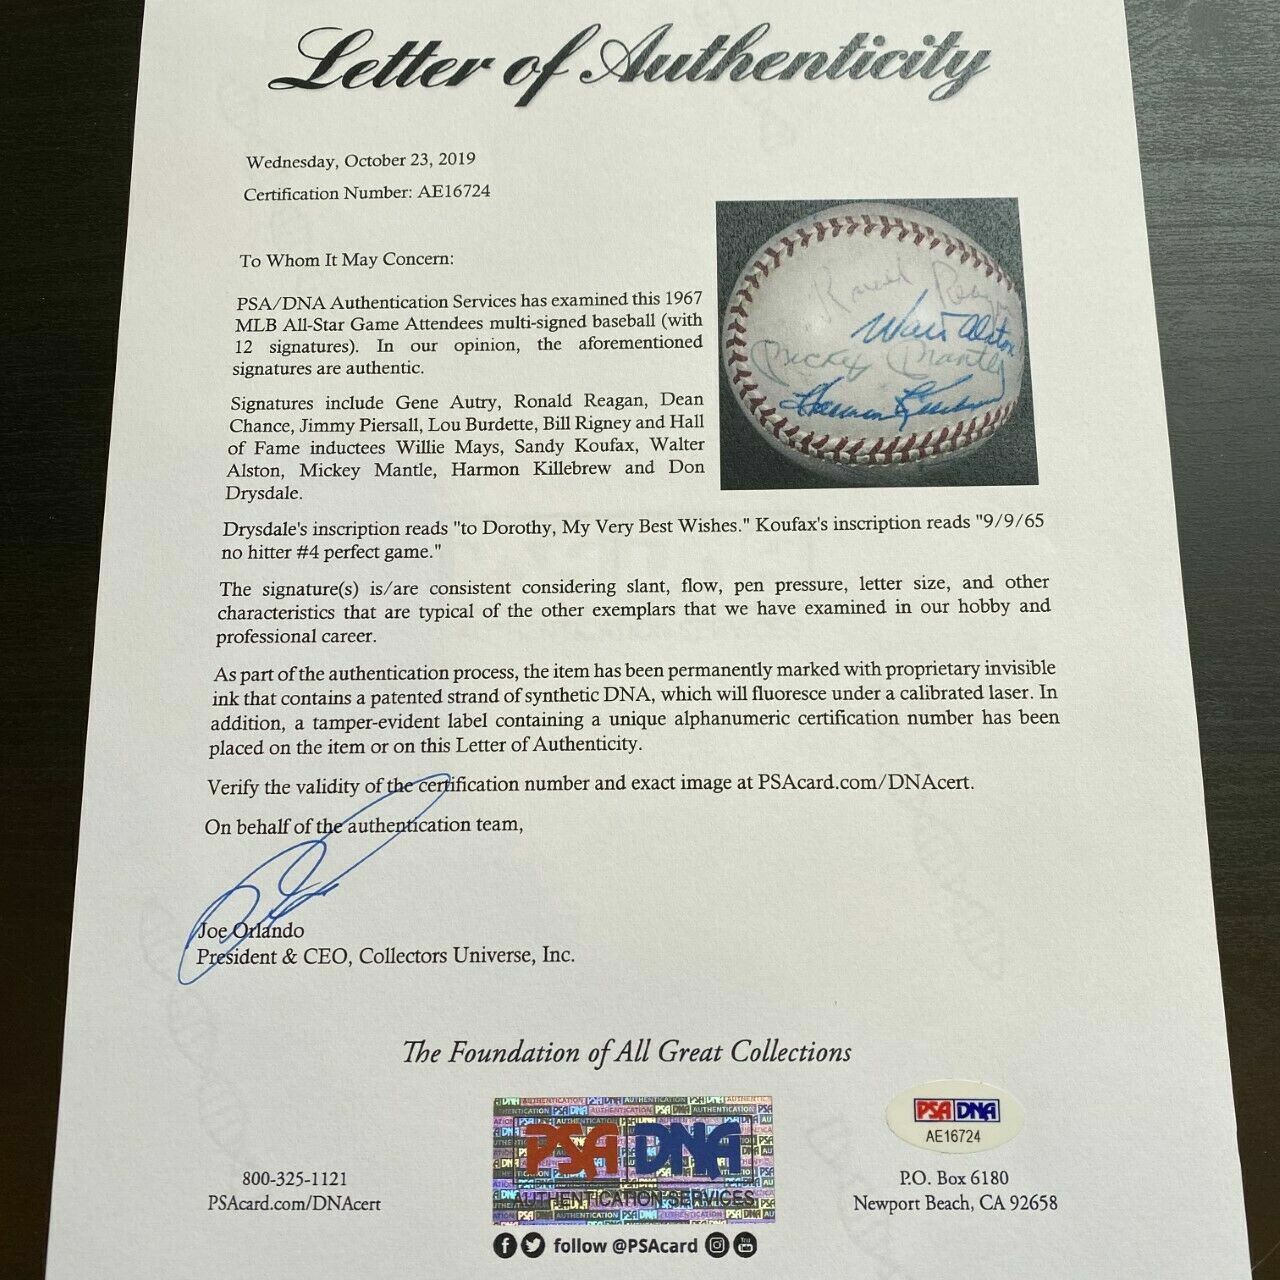 Letter of Authenticity
Wednesday, October 23, 2019
Certification Number: AE16724
To Whom It May Concern:
PSA/DNA Authentication Services has examined this 1967
MLB All-Star Game Attendees multi-signed baseball (with
12 signatures). In our opinion, the aforementioned
signatures are authentic.
Signatures include Gene Autry, Ronald Reagan, Dean
Chance, Jimmy Piersall, Lou Burdette, Bill Rigney and Hall
of Fame inductees Willie Mays, Sandy Koufax, Walter
Alston, Mickey Mantle, Harmon Killebrew and Don
Drysdale.
Ronald Reagan
Walt Alston
Mickey Mantle
Harmon Killebrew
Drysdale's inscription reads "to Dorothy, My Very Best Wishes." Koufax's inscription reads "9/9/65
no hitter #4 perfect game."
The signature(s) is/are consistent considering slant, flow, pen pressure, letter size, and other
characteristics that are typical of the other exemplars that we have examined in our hobby and
professional career.
As part of the authentication process, the item has been permanently marked with proprietary invisible
ink that contains a patented strand of synthetic DNA, which will fluoresce under a calibrated laser. In
addition, a tamper-evident label containing a unique alphanumeric certification number has been
placed on the item or on this Letter of Authenticity.
Verify the validity of the certification number and exact image at PSAcard.com/DNAcert.
On behalf of the authentication team,
Joe Orlando
President & CEO, Collectors Universe, Inc.
The Foundation of All Great Collections
800-325-1121
PSAcard.com/DNAcert
PSA DNA
AUTHENTICATION SERVICES
follow @PSAcard
PSA DNA
AE16724
P.O. Box 6180
Newport Beach, CA 92658